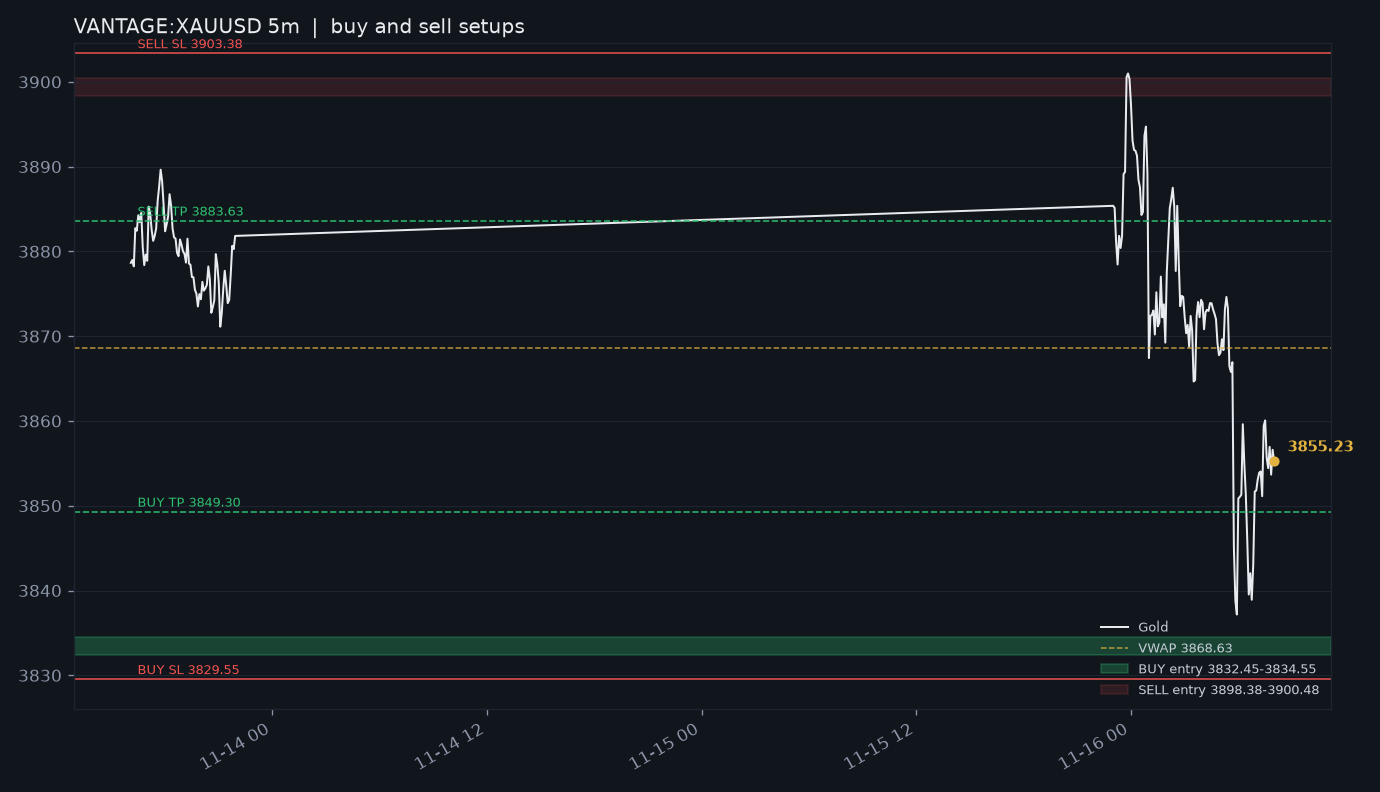 VANTAGE:XAUUSD 5m | buy and sell setups
SELL SL 3903.38
3900
3890
SELL TP 3883.63
3880
3870
3860
3855.23
3850
BUY TP 3849.30
3840
3830
BUY SL 3829.55
Gold
VWAP 3868.63
BUY entry 3832.45-3834.55
SELL entry 3898.38-3900.48
11-14 00
11-14 12
11-15 00
11-15 12
11-16 00